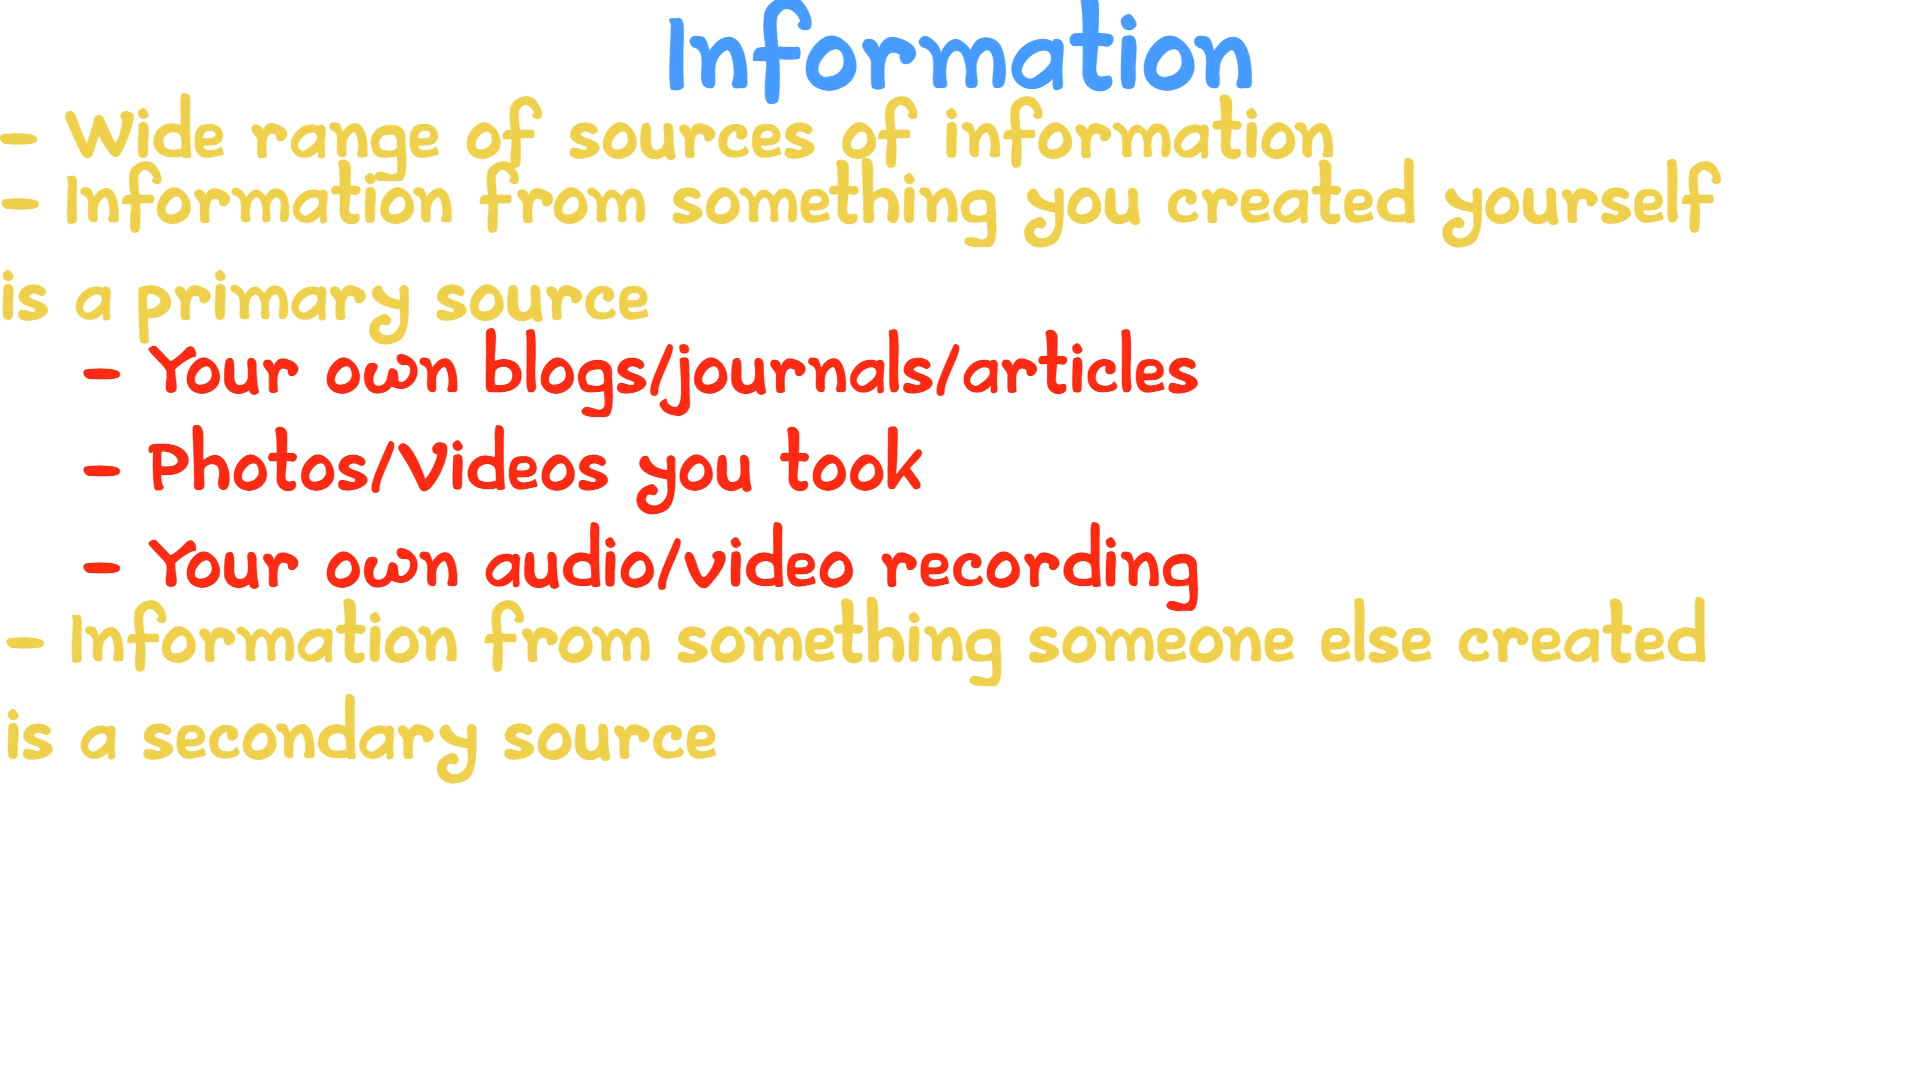 Information
- Wide range of sources of information
- Information from something you created yourself
is a primary source
- Your own blogs/journals/articles
- Photos/Videos you took
- Your own audio/video recording
- Information from something someone else created
is a secondary source